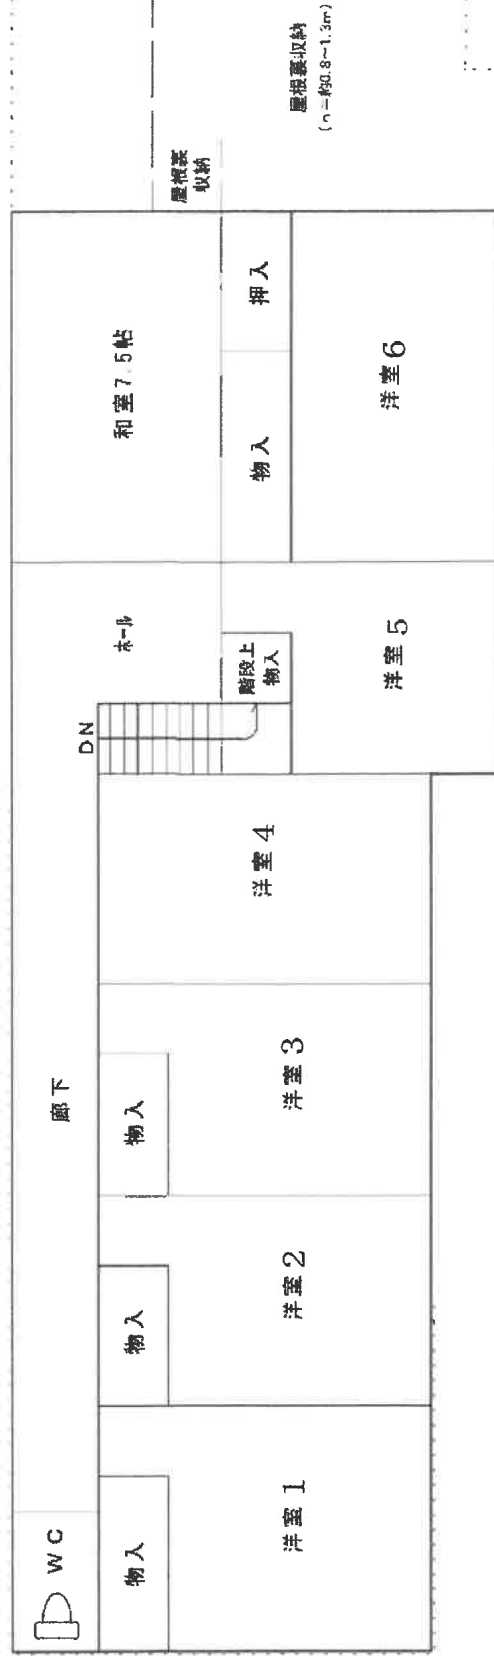 WC
廊下
DN
ホール
和室7.5帖
屋根裏
収納
屋根裏収納
(h=約0.8~1.3m)
物入
物入
物入
階段上
物入
物入
押入
洋室1
洋室2
洋室3
洋室4
洋室5
洋室6